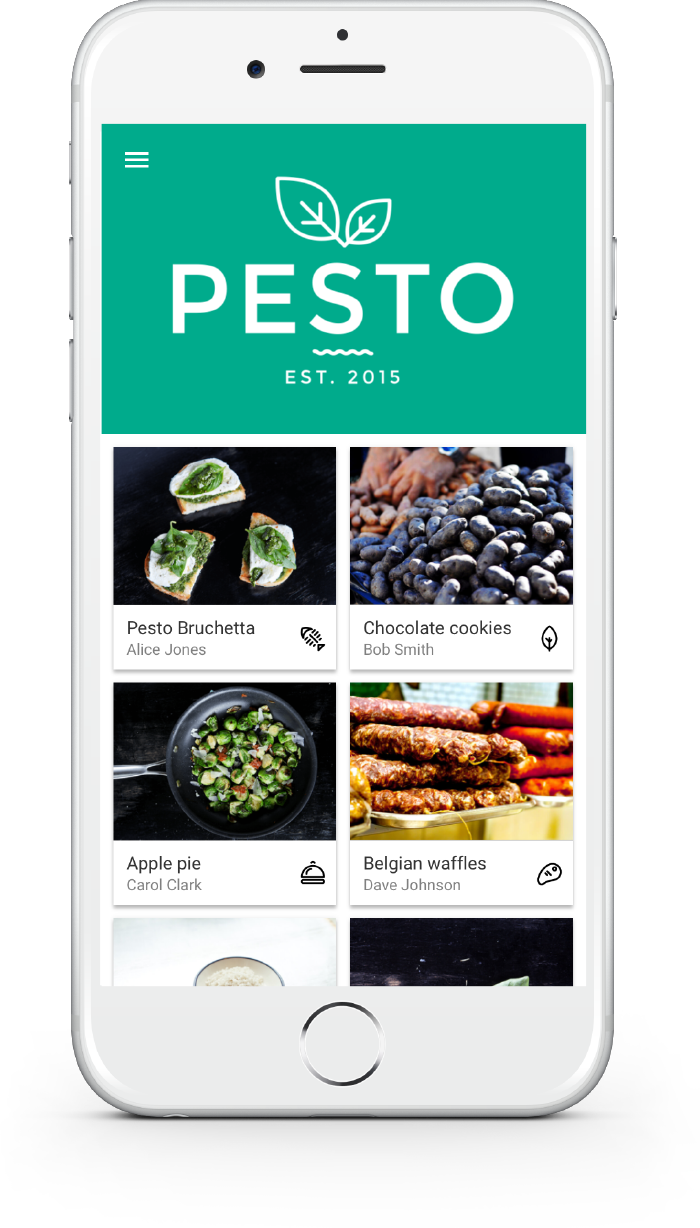 PESTO
EST. 2015
Pesto Bruchetta
Alice Jones
Chocolate cookies
Bob Smith
Apple pie
Carol Clark
Belgian waffles
Dave Johnson